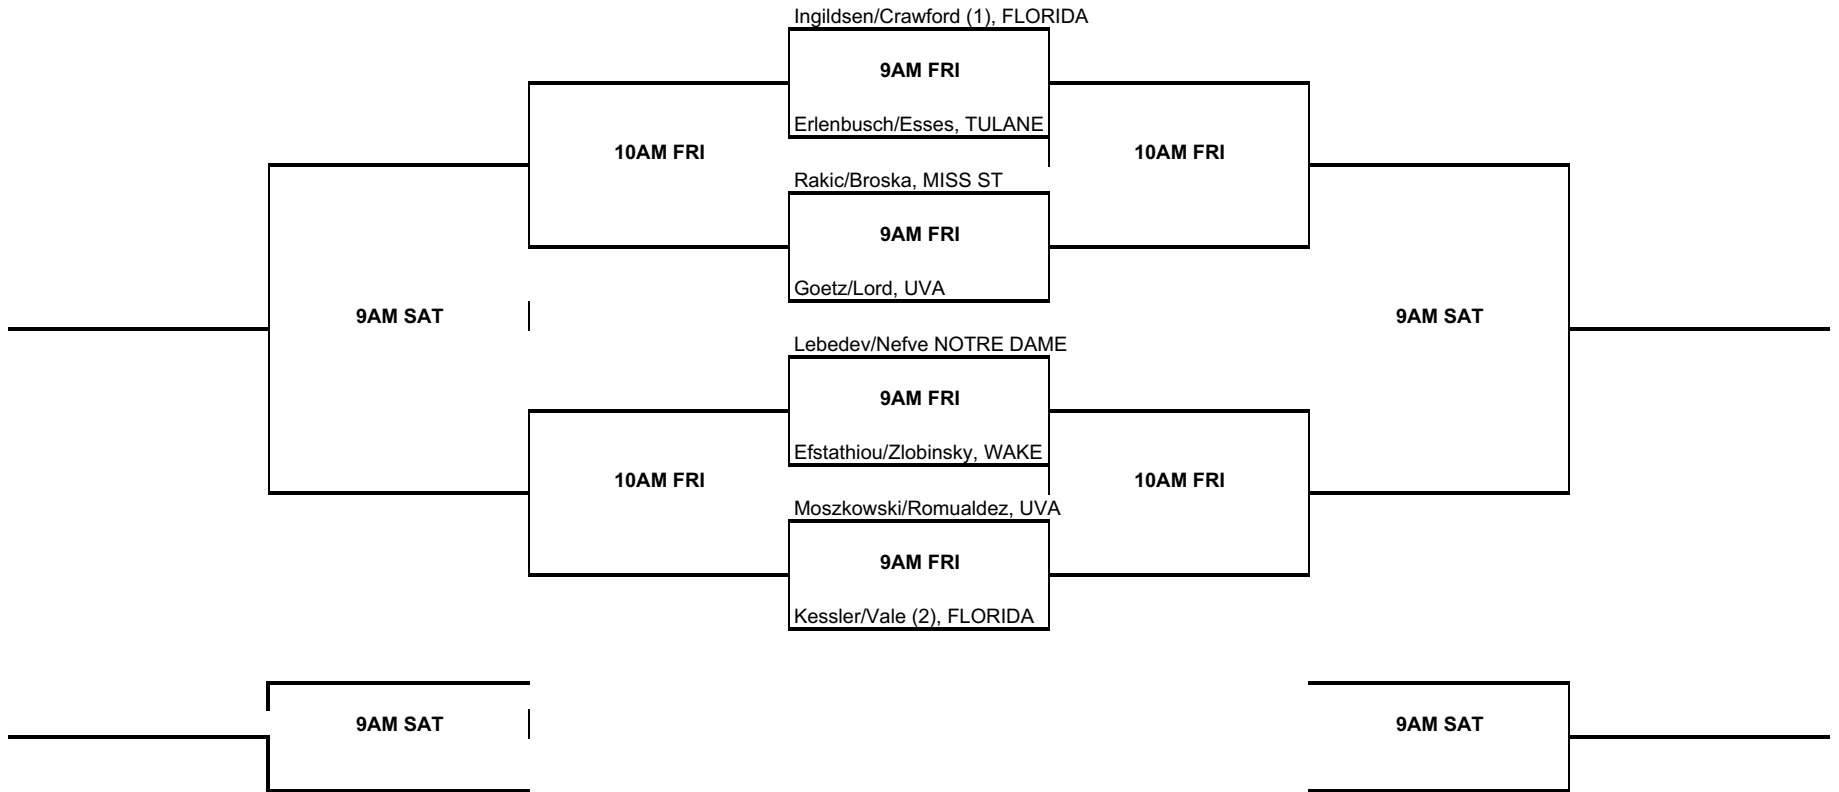 Ingildsen/Crawford (1), FLORIDA
9AM FRI
Erlenbusch/Esses, TULANE
10AM FRI
10AM FRI
Rakic/Broska, MISS ST
9AM FRI
Goetz/Lord, UVA
9AM SAT
9AM SAT
Lebedev/Nefve NOTRE DAME
9AM FRI
Efstathiou/Zlobinsky, WAKE
10AM FRI
10AM FRI
Moszkowski/Romualdez, UVA
9AM FRI
Kessler/Vale (2), FLORIDA
9AM SAT
9AM SAT